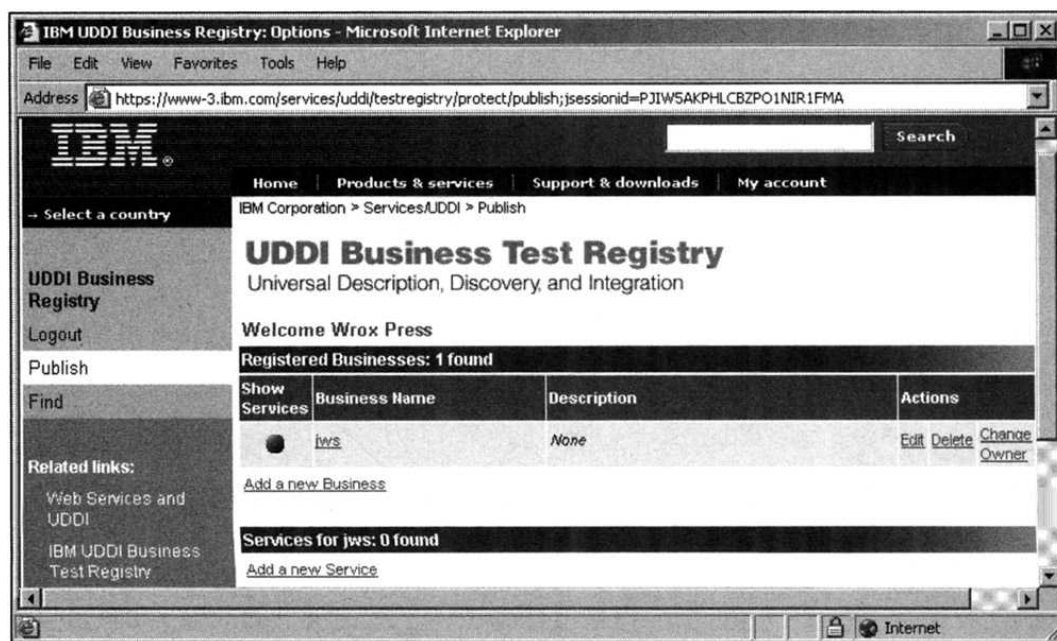 IBM UDDI Business Registry: Options - Microsoft Internet Explorer
File Edit View Favorites Tools Help
Address https://www-3.ibm.com/services/uddi/testregistry/protect/publish;jsessionid=PJIW5AKPHLCBZPO1NIR1FMA
IBM®
Search
Home Products & services Support & downloads My account
→ Select a country
IBM Corporation > Services/UDDI > Publish
UDDI Business Test Registry
Universal Description, Discovery, and Integration
UDDI Business
Registry
Logout
Publish
Find
Related links:
Web Services and
UDDI
IBM UDDI Business
Test Registry
Welcome Wrox Press
Registered Businesses: 1 found
Show
Services
Business Name
Description
Actions
jws
None
Edit Delete Change
Owner
Add a new Business
Services for jws: 0 found
Add a new Service
Internet